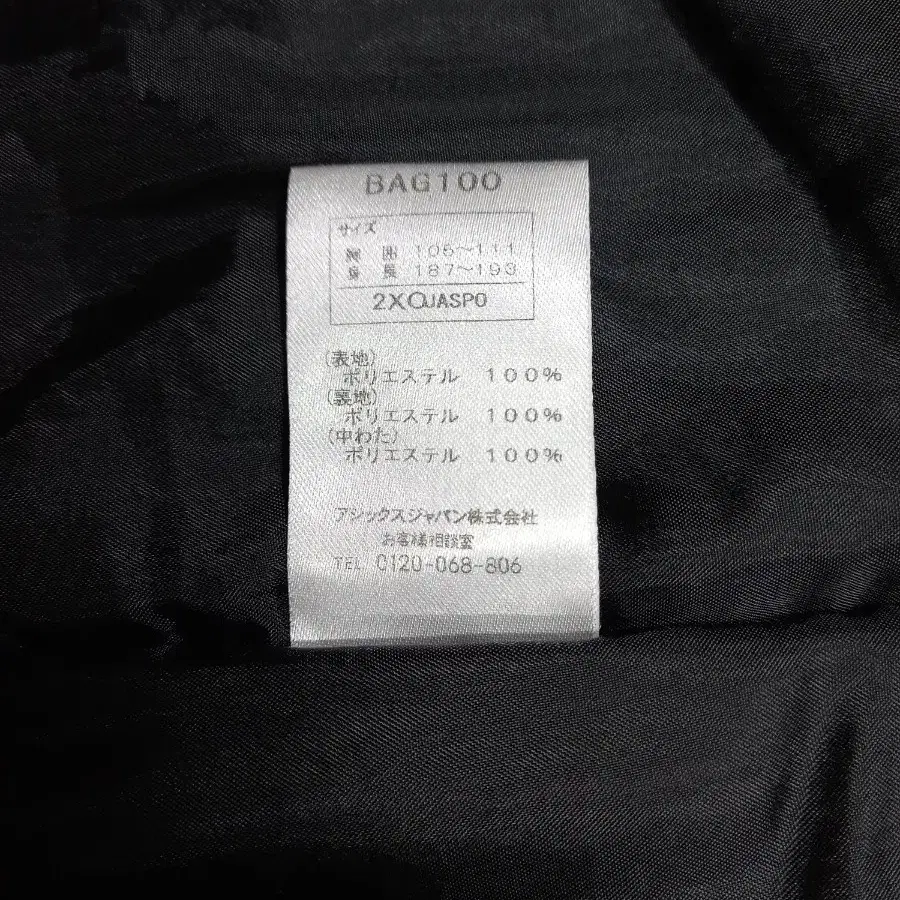 BAG100
サイズ
胸囲 106～111
身長 187～193
2XOJASPO
(表地)
ポリエステル 100%
(裏地)
ポリエステル 100%
(中わた)
ポリエステル 100%
アシックスジャパン株式会社
お客様相談室
TEL 0120-068-806